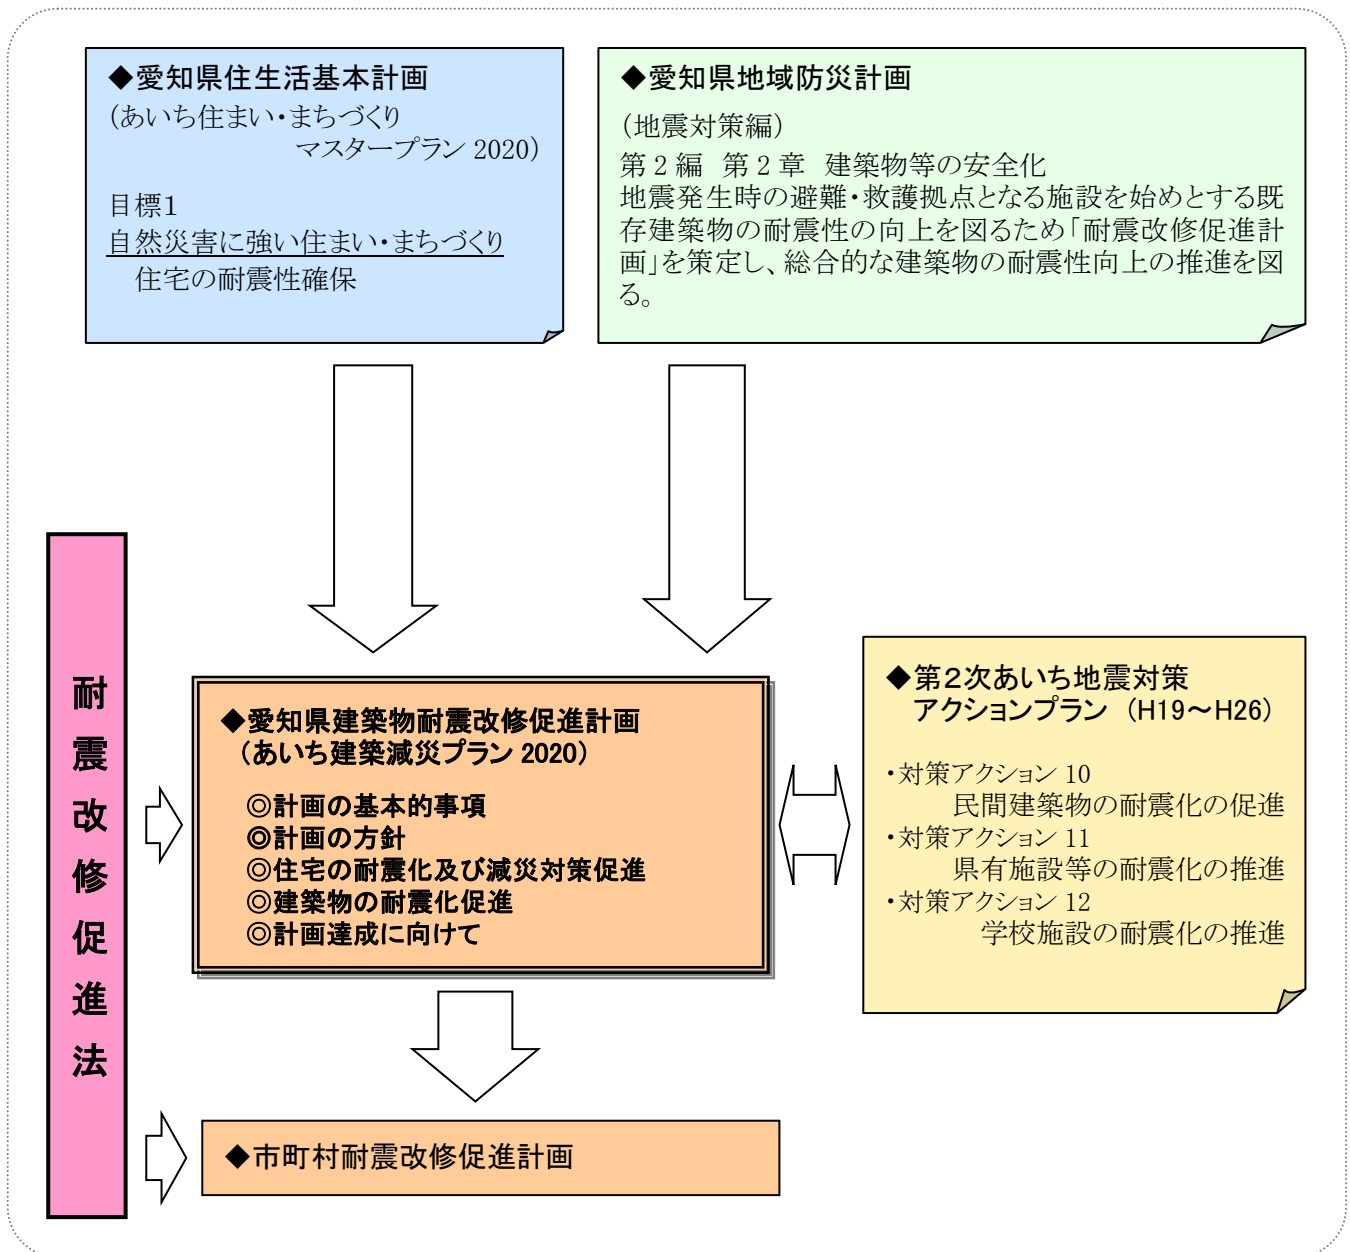 ◆愛知県住生活基本計画
（あいち住まい・まちづくり
マスタープラン 2020）
目標１
自然災害に強い住まい・まちづくり
住宅の耐震性確保
◆愛知県地域防災計画
（地震対策編）
第 2 編 第 2 章 建築物等の安全化
地震発生時の避難・救護拠点となる施設を始めとする既
存建築物の耐震性の向上を図るため「耐震改修促進計
画」を策定し、総合的な建築物の耐震性向上の推進を図
る。
耐震改修促進法
◆愛知県建築物耐震改修促進計画
（あいち建築減災プラン 2020）
◎計画の基本的事項
◎計画の方針
◎住宅の耐震化及び減災対策促進
◎建築物の耐震化促進
◎計画達成に向けて
◆第２次あいち地震対策
アクションプラン （H19～H26）
・対策アクション 10
民間建築物の耐震化の促進
・対策アクション 11
県有施設等の耐震化の推進
・対策アクション 12
学校施設の耐震化の推進
◆市町村耐震改修促進計画